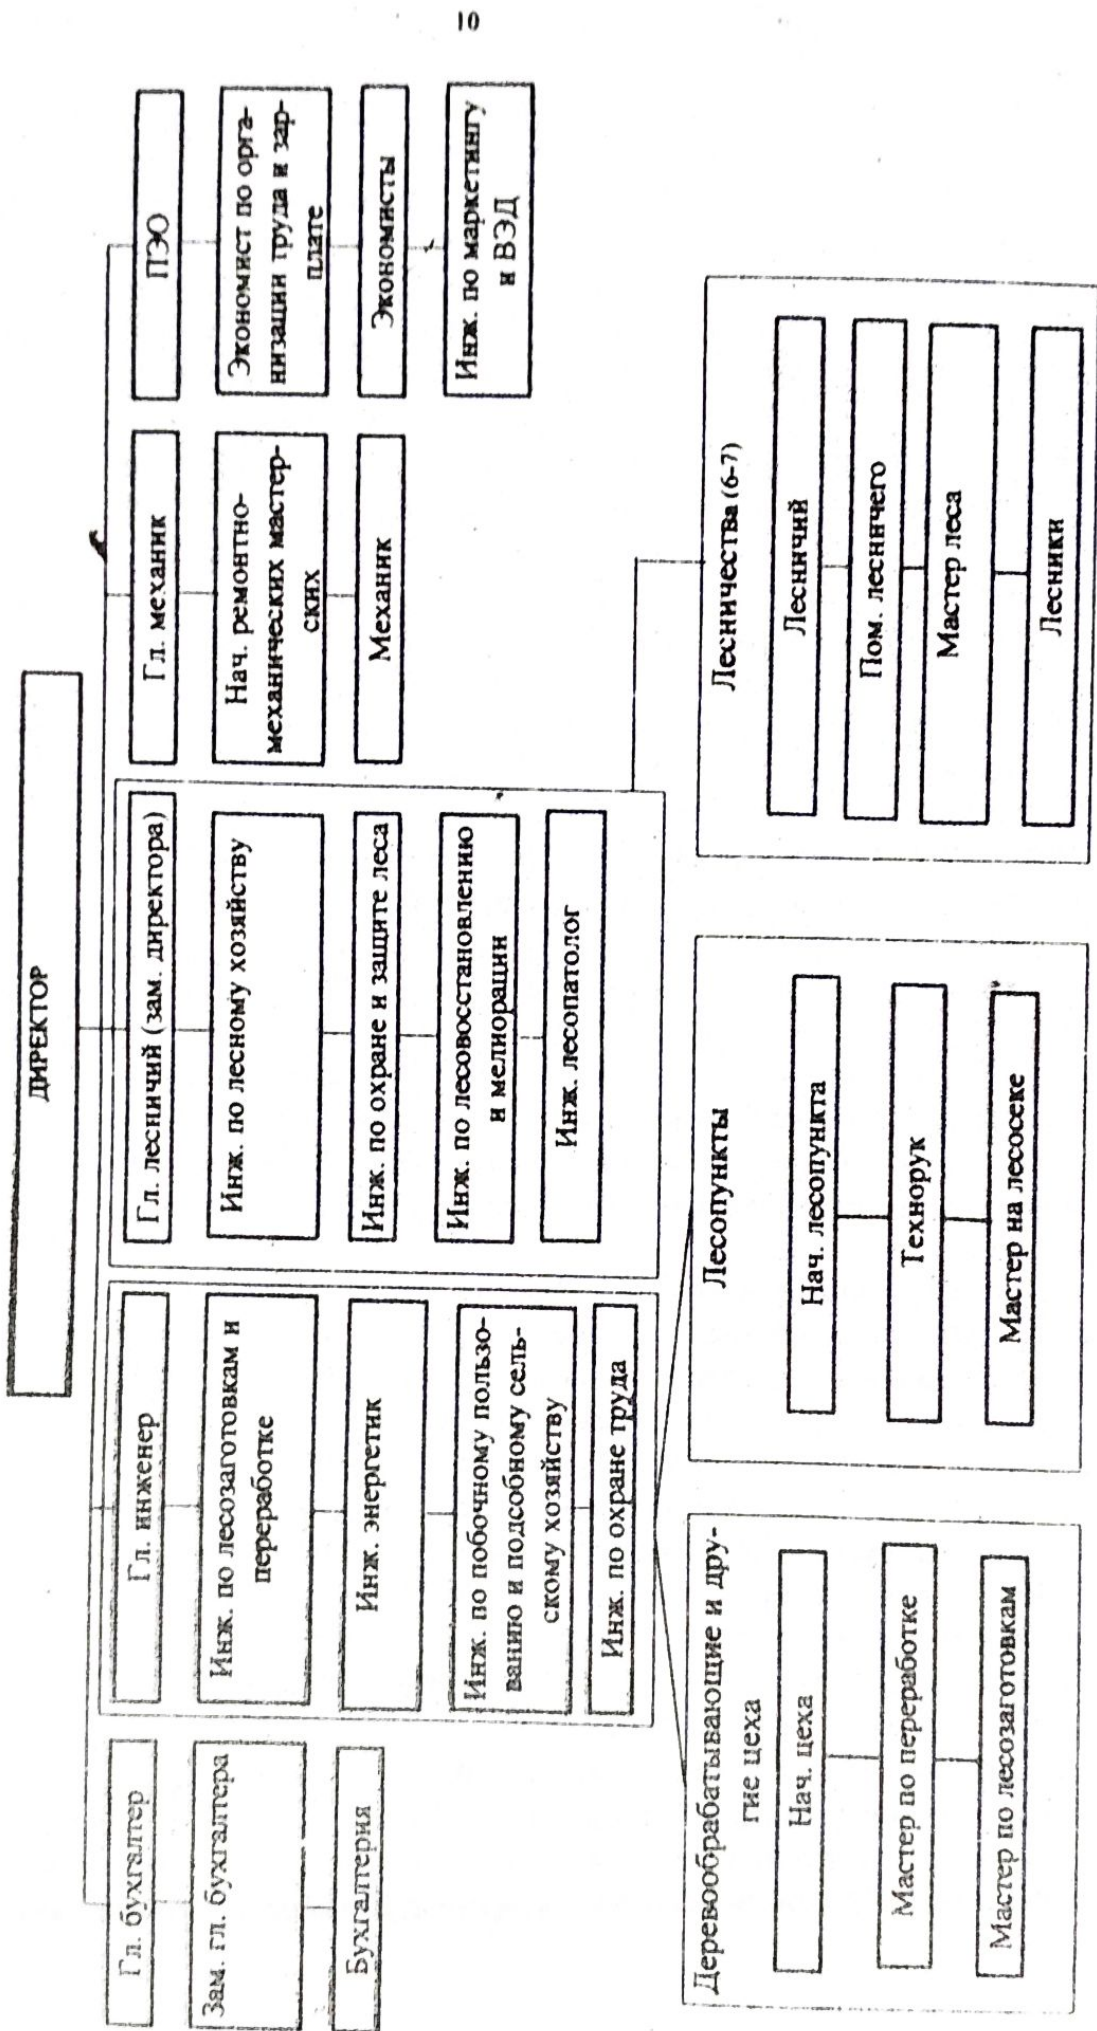 10
ДИРЕКТОР
Гл. бухгалтер
Зам. гл. бухгалтера
Бухгалтерия
Гл. инженер
Инж. по лесозаготовкам и
переработке
Инж. энергетик
Инж. по побочному пользо-
ванию и подсобному сель-
скому хозяйству
Инж. по охране труда
Гл. лесничий (зам. директора)
Инж. по лесному хозяйству
Инж. по охране и защите леса
Инж. по лесовостановлению
и мелиорации
Инж. лесопатолог
Гл. механик
Нач. ремонтно-
механических мастер-
ских
Механик
ПЭО
Экономист по орга-
низации труда и зар-
плате
Экономисты
Инж. по маркетингу
и ВЭД
Деревообрабатывающие и дру-
гие цеха
Нач. цеха
Мастер по переработке
Мастер по лесозаготовкам
Лесопункты
Нач. лесопункта
Технорук
Мастер на лесосеке
Лесничества (6-7)
Лесничий
Пом. лесничего
Мастер леса
Лесники